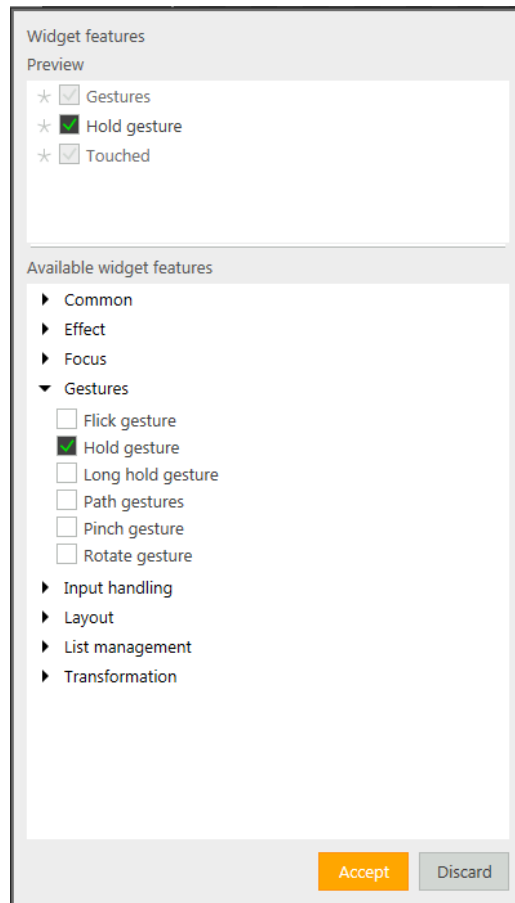 Widget features
Preview
Gestures
Hold gesture
Touched
Available widget features
Common
Effect
Focus
Gestures
Flick gesture
Hold gesture
Long hold gesture
Path gestures
Pinch gesture
Rotate gesture
Input handling
Layout
List management
Transformation
Accept Discard